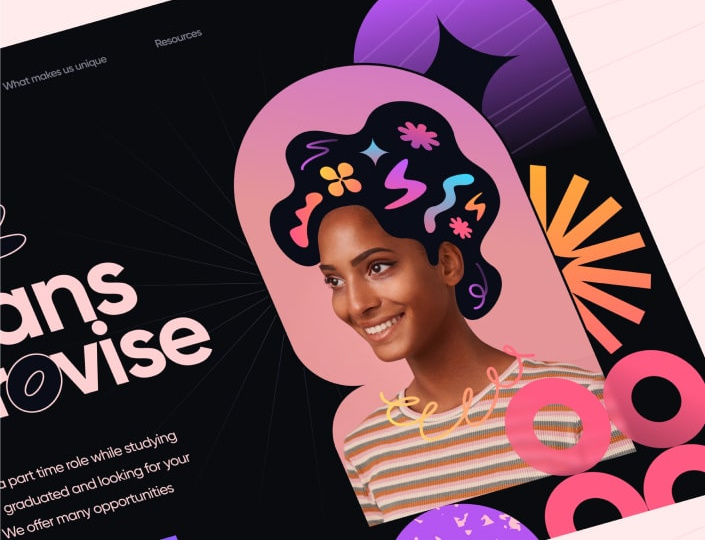 What makes us unique
Resources
ans
vise
a part time role while studying
graduated and looking for your
We offer many opportunities